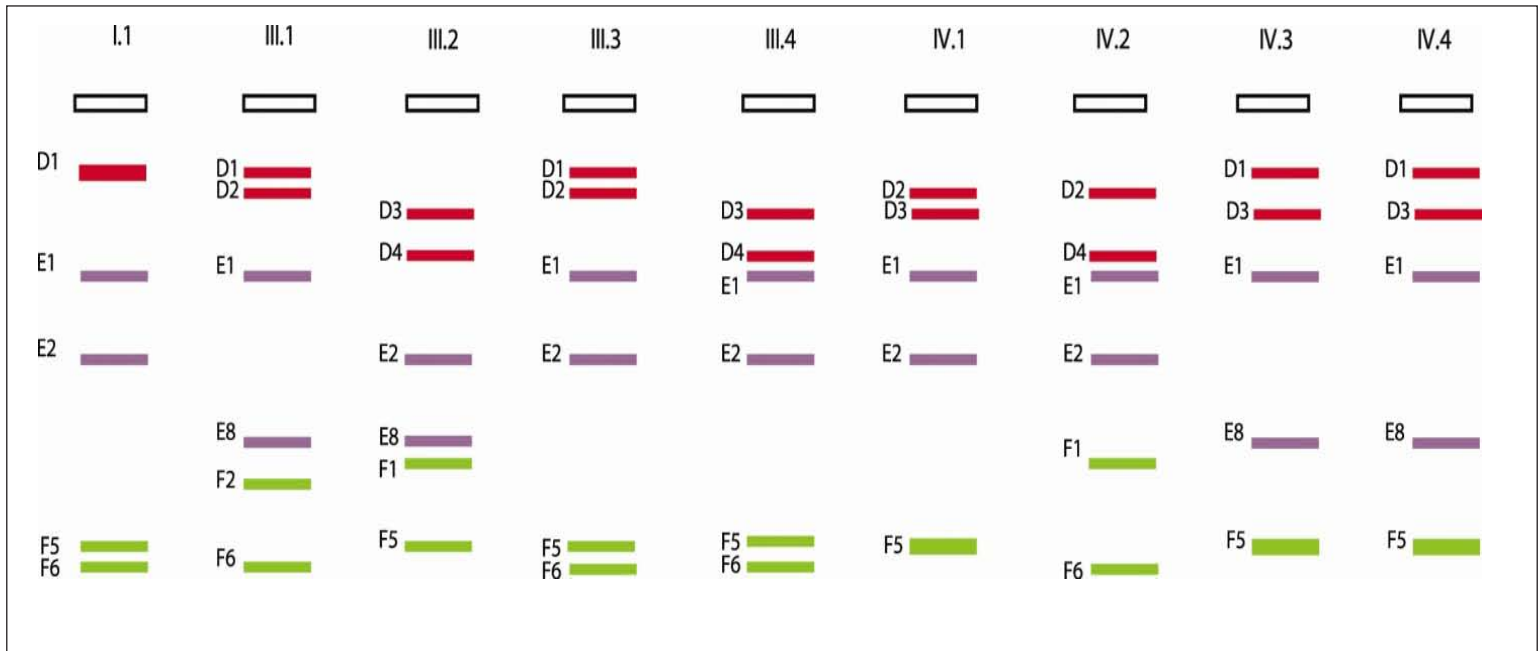 I.1 III.1 III.2 III.3 III.4 IV.1 IV.2 IV.3 IV.4
D1 D1 D1 D1 D1
D2 D2 D2 D2
D3 D3 D3 D3 D3
D4 D4 D4
E1 E1 E1 E1 E1 E1
E1 E1
E2 E2 E2 E2 E2 E2
E8 E8 E8 E8
F1 F1
F2
F5 F5 F5 F5 F5 F5 F5
F6 F6 F6 F6 F6